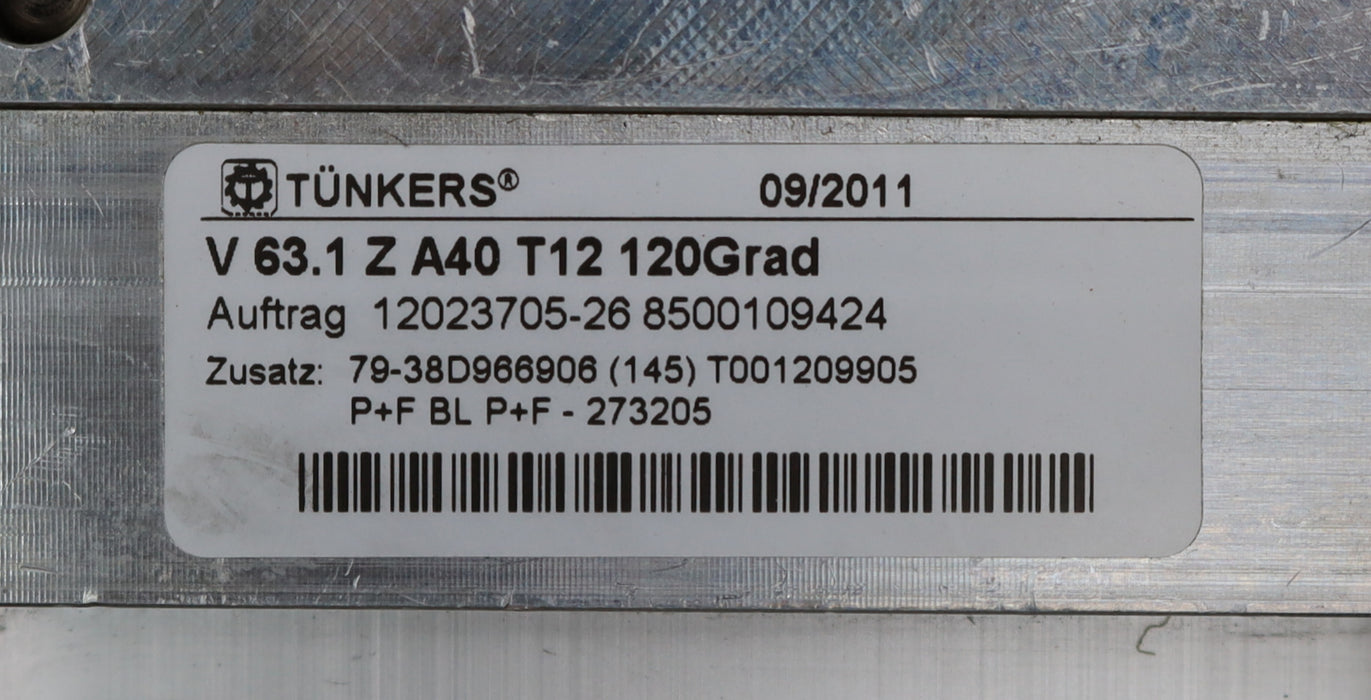 TÜNKERS® 09/2011
V 63.1 Z A40 T12 120Grad
Auftrag 12023705-26 8500109424
Zusatz: 79-38D966906 (145) T001209905
P+F BL P+F - 273205